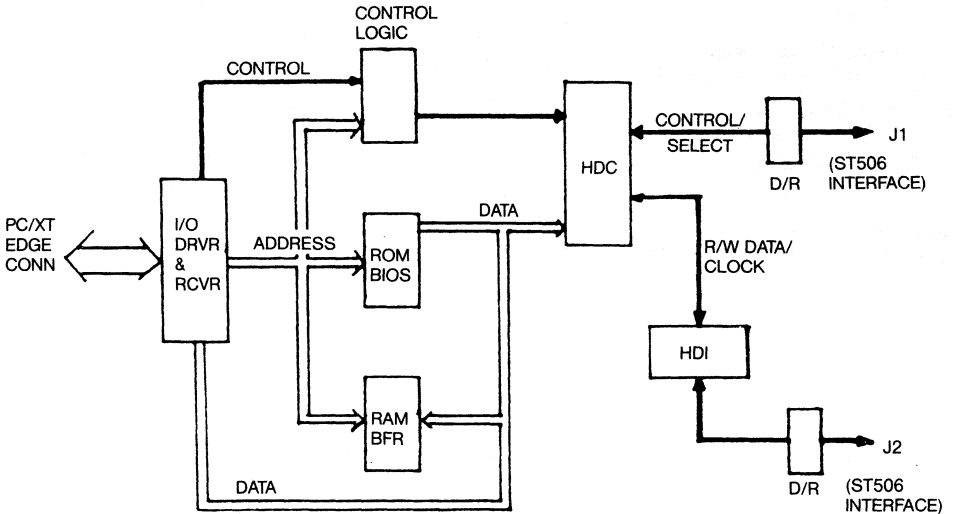 CONTROL
LOGIC
CONTROL
PC/XT
EDGE
CONN
I/O
DRVR
&
RCVR
ADDRESS
ROM
BIOS
DATA
RAM
BFR
DATA
HDC
CONTROL/
SELECT
D/R
J1
(ST506
INTERFACE)
R/W DATA/
CLOCK
HDI
D/R
J2
(ST506
INTERFACE)